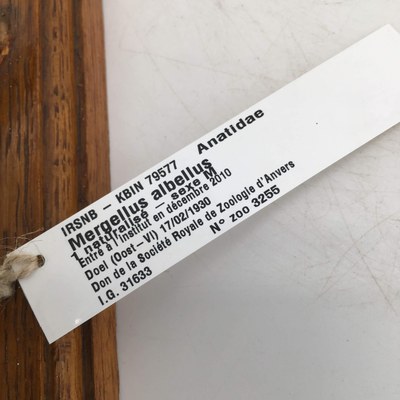 IRSNB – KBIN 79577 Anatidae
Mergellus albellus
1 naturalisé – sexe M
Entré à l'Institut en décembre 2010
Doel (Oost–Vl) 17/02/1930
Don de la Société Royale de Zoologie d'Anvers
I.G. 31633 N° zoo 3255